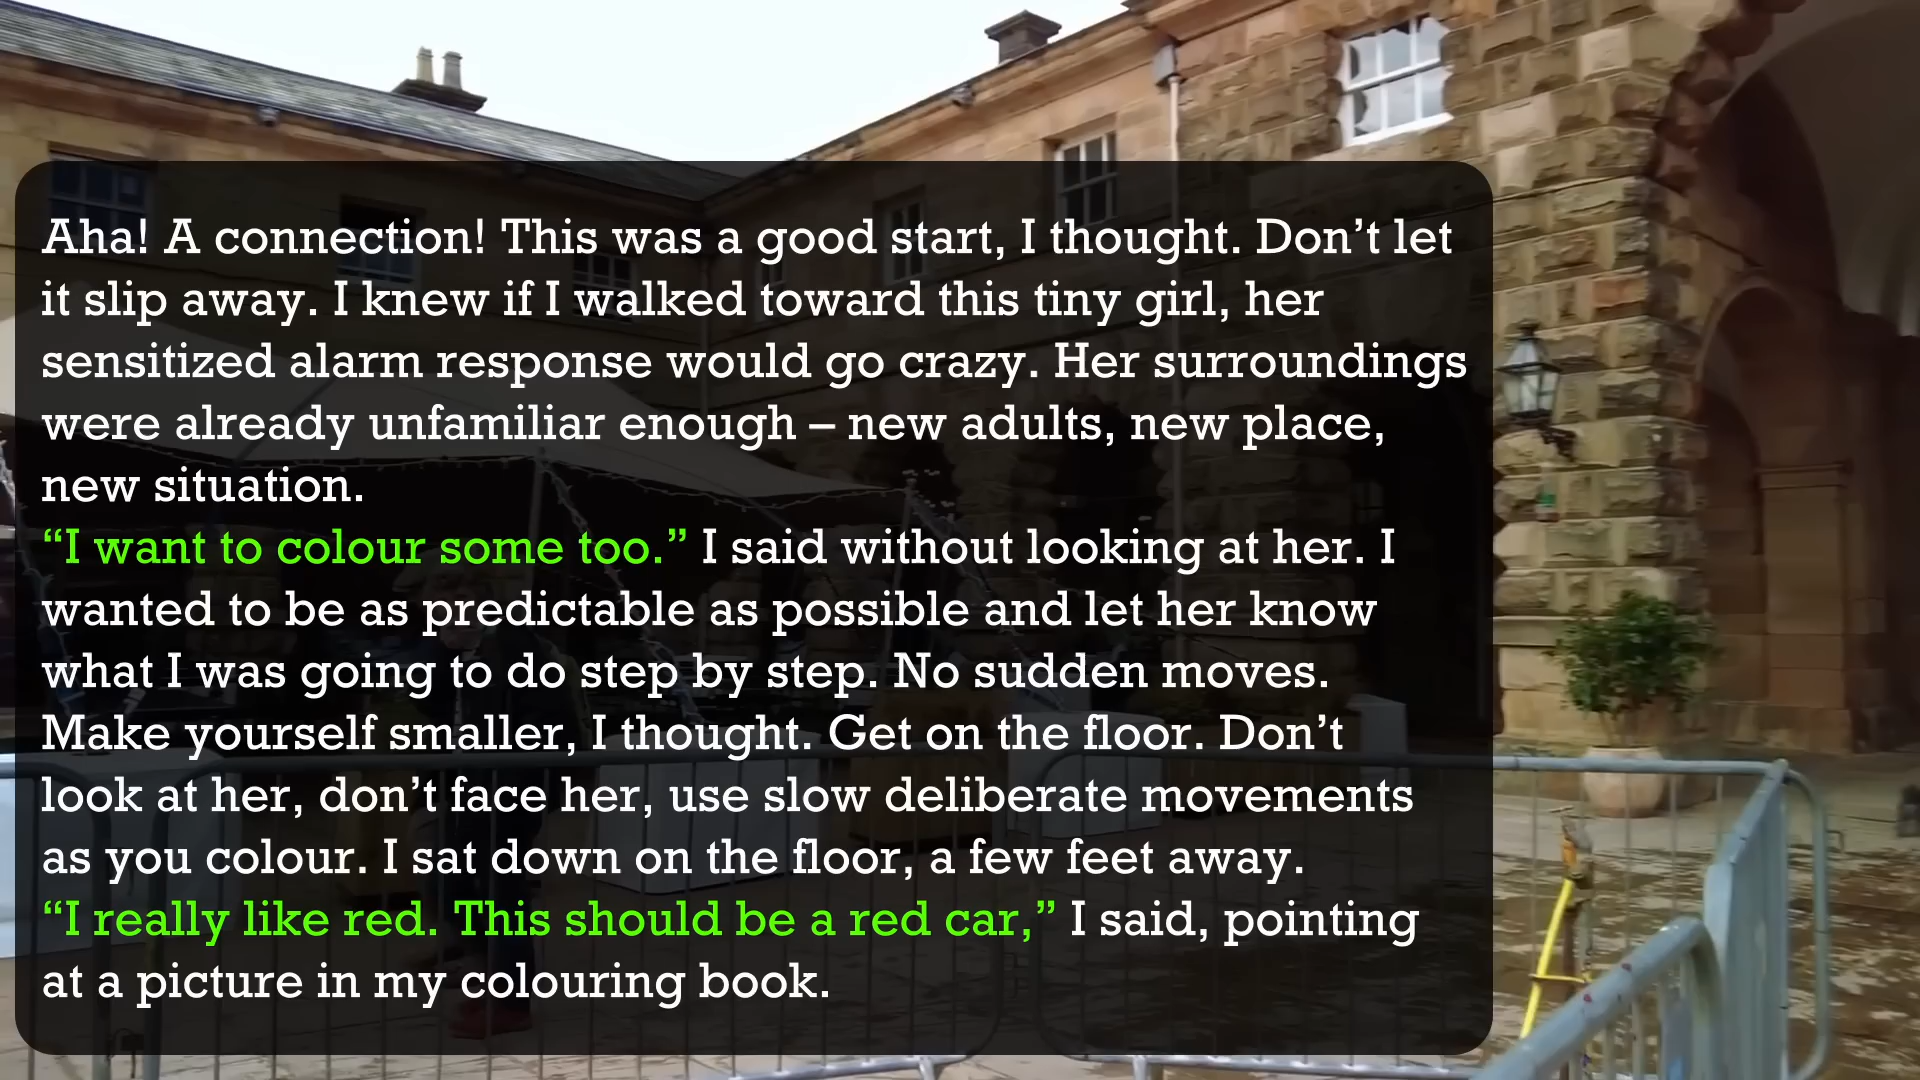 Aha! A connection! This was a good start, I thought. Don’t let
it slip away. I knew if I walked toward this tiny girl, her
sensitized alarm response would go crazy. Her surroundings
were already unfamiliar enough – new adults, new place,
new situation.
“I want to colour some too.” I said without looking at her. I
wanted to be as predictable as possible and let her know
what I was going to do step by step. No sudden moves.
Make yourself smaller, I thought. Get on the floor. Don’t
look at her, don’t face her, use slow deliberate movements
as you colour. I sat down on the floor, a few feet away.
“I really like red. This should be a red car,” I said, pointing
at a picture in my colouring book.